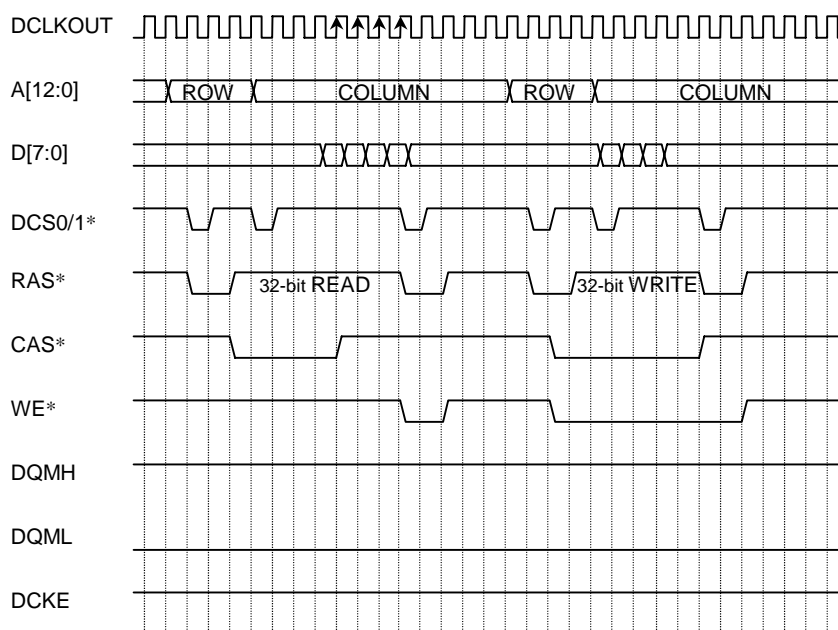 DCLKOUT
A[12:0] ROW COLUMN ROW COLUMN
D[7:0]
DCS0/1*
RAS* 32-bit READ 32-bit WRITE
CAS*
WE*
DQMH
DQML
DCKE